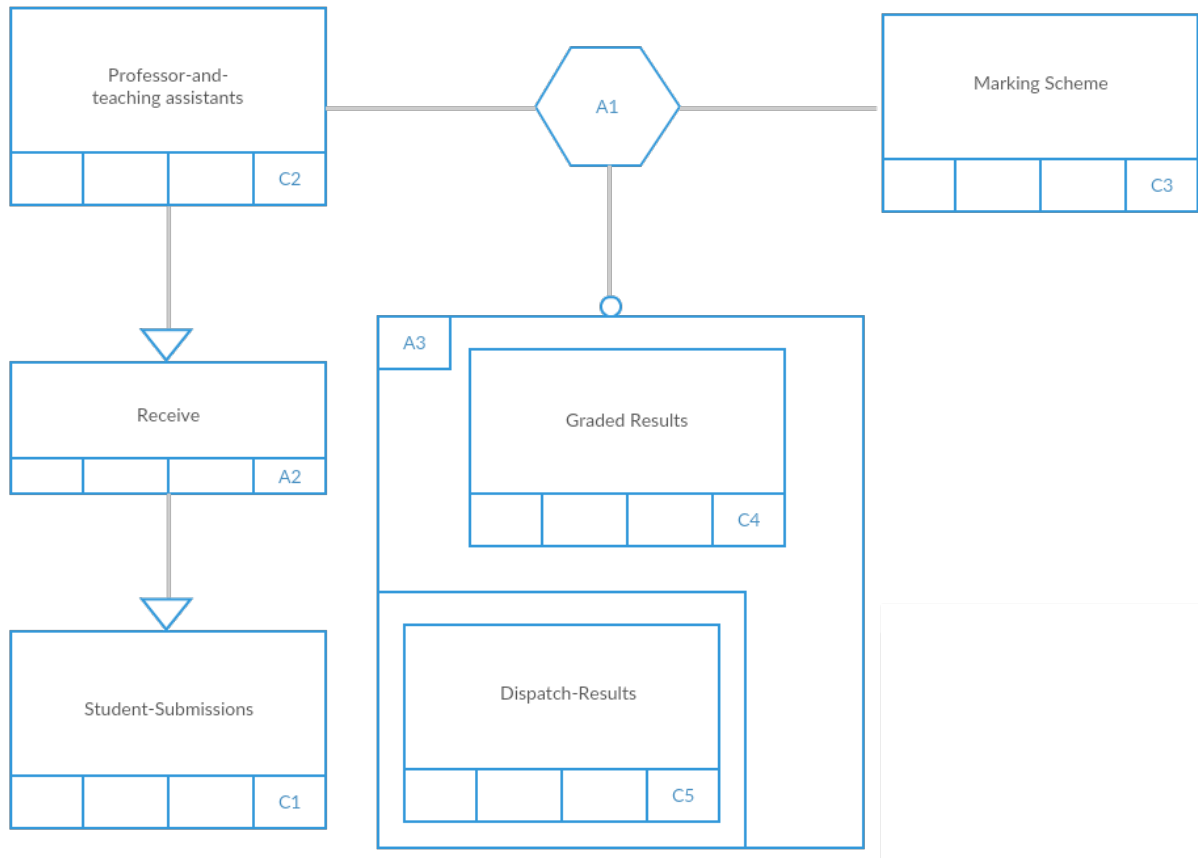 Professor-and-
teaching assistants
C2
A1
Marking Scheme
C3
Receive
A2
A3
Graded Results
C4
Student-Submissions
C1
Dispatch-Results
C5